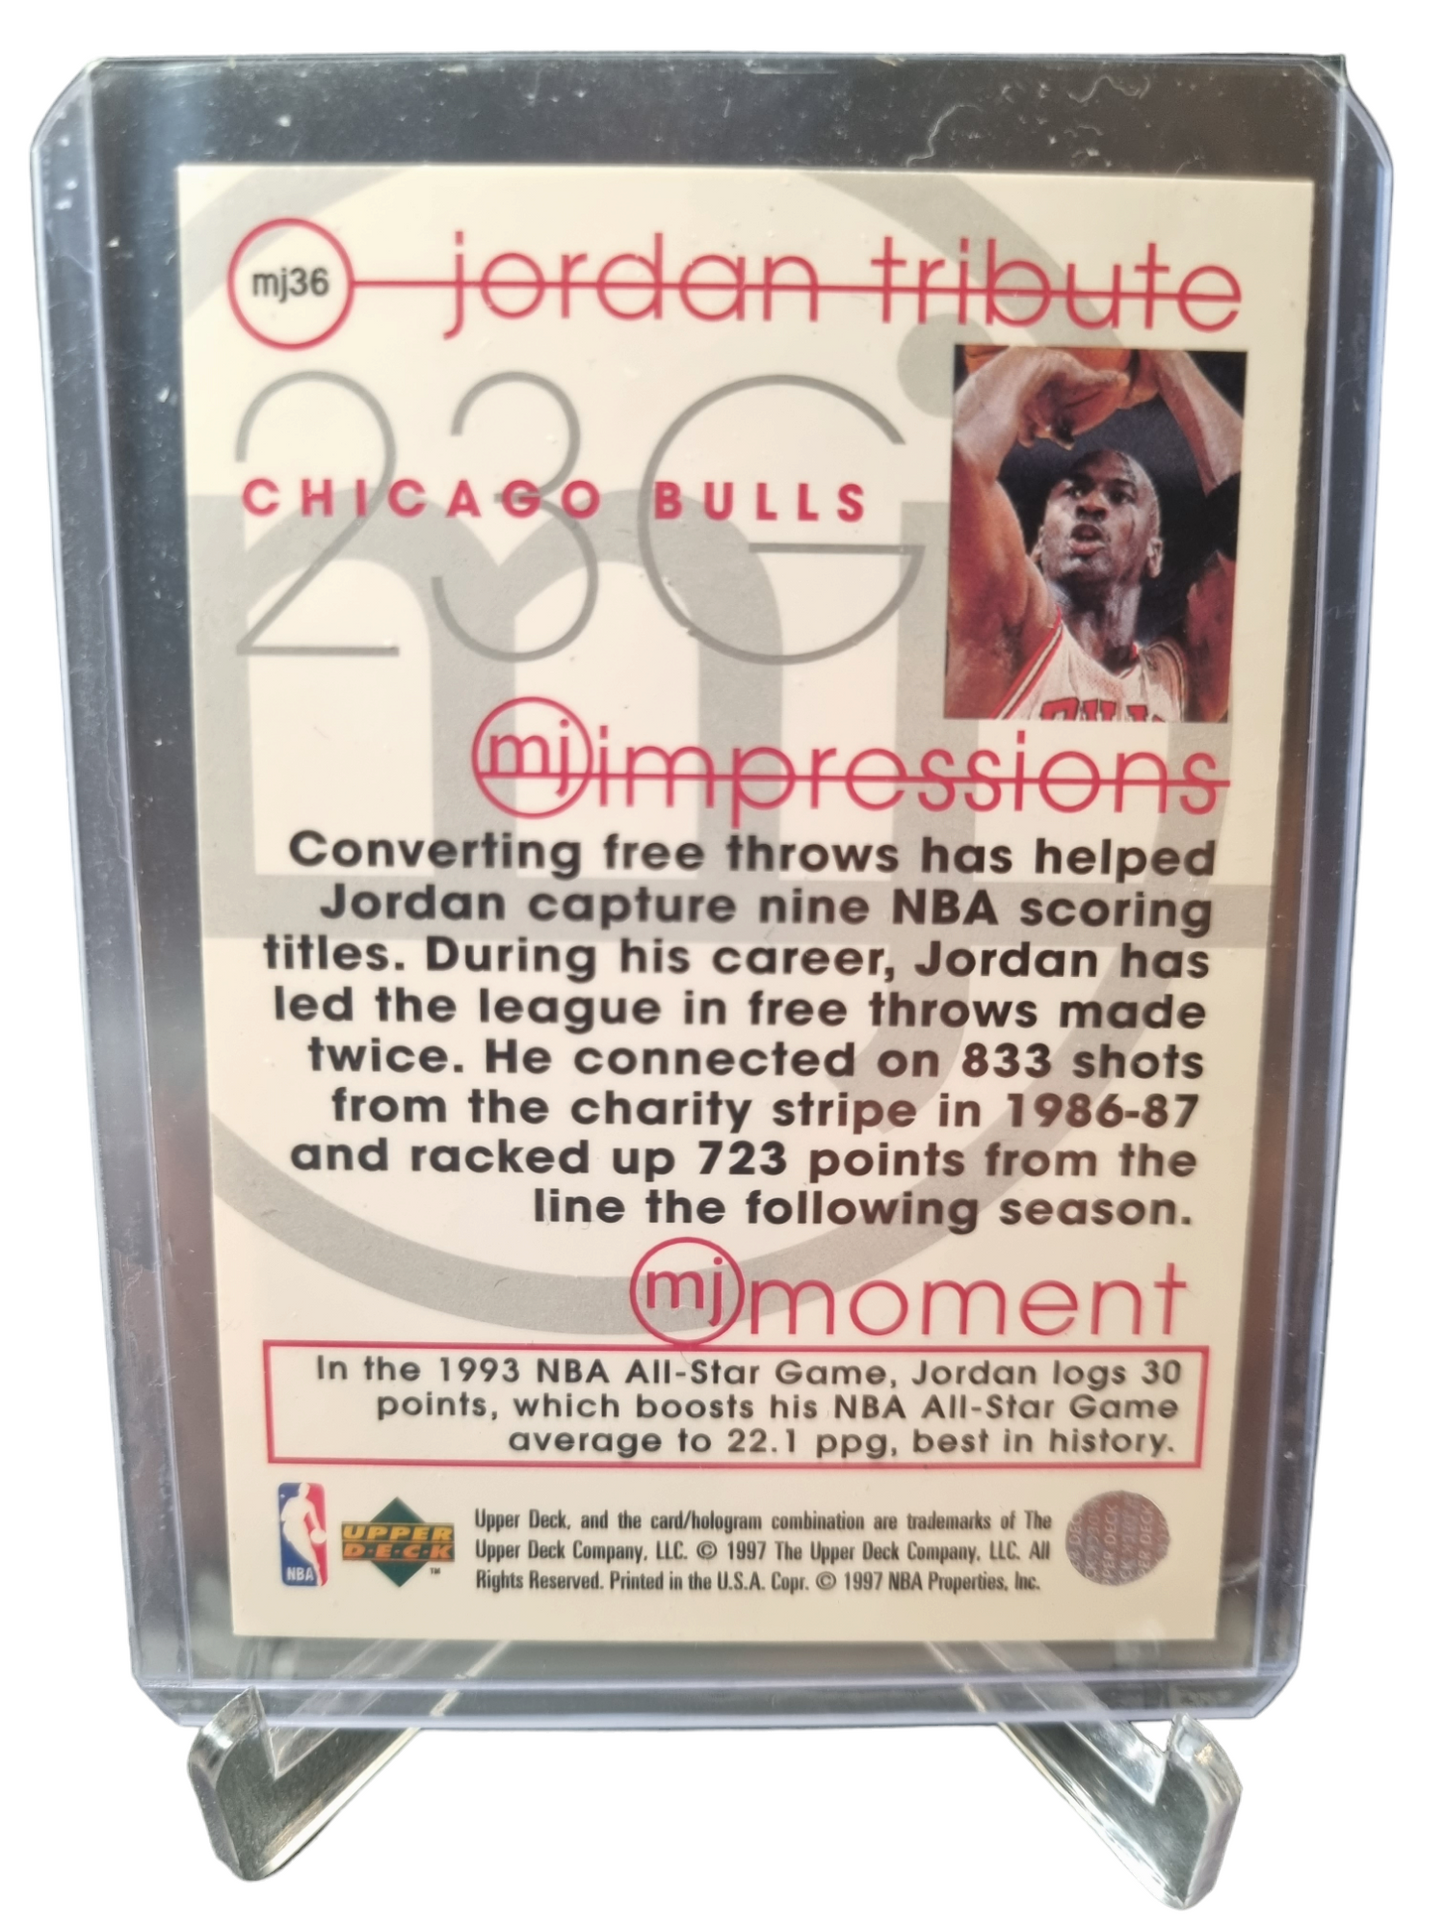 mj36
jordan tribute
23G
CHICAGO BULLS
mj impressions
Converting free throws has helped
Jordan capture nine NBA scoring
titles. During his career, Jordan has
led the league in free throws made
twice. He connected on 833 shots
from the charity stripe in 1986-87
and racked up 723 points from the
line the following season.
mj moment
In the 1993 NBA All-Star Game, Jordan logs 30
points, which boosts his NBA All-Star Game
average to 22.1 ppg, best in history.
NBA
UPPER
D·E·C·K
TM
Upper Deck, and the card/hologram combination are trademarks of The
Upper Deck Company, LLC. © 1997 The Upper Deck Company, LLC. All
Rights Reserved. Printed in the U.S.A. Copr. © 1997 NBA Properties, Inc.
mj